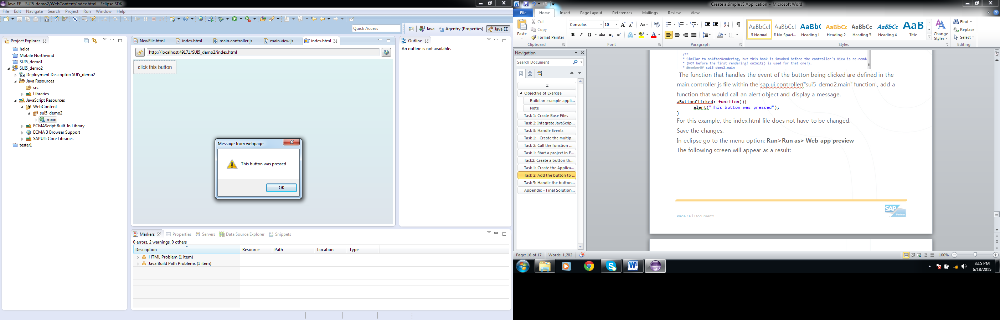 Java EE - SUI5_demo2/WebContent/index.html - Eclipse SDK
File Edit Navigate Search Project Run Window Help
Quick Access
Java
Agentry (Properties)
Java EE
Project Explorer
helot
Mobile Northwind
SUI5_demo1
SUI5_demo2
Deployment Descriptor: SUI5_demo2
Java Resources
src
Libraries
JavaScript Resources
WebContent
sui5_demo2
main
ECMAScript Built-In Library
ECMA 3 Browser Support
SAPUI5 Core Libraries
tester1
NewFile.html index.html main.controller.js main.view.js index.html
http://localhost:49171/SUI5_demo2/index.html
click this button
Message from webpage
This button was pressed
OK
Outline
An outline is not available.
Markers Properties Servers Data Source Explorer Snippets
0 errors, 2 warnings, 0 others
Description Resource Path Location Type
HTML Problem (1 item)
Java Build Path Problems (1 item)
Create a simple JS Application - Microsoft Word
File Home Insert Page Layout References Mailings Review View
Paste
Cut
Copy
Format Painter
Clipboard
Consolas 10
Font
Paragraph
AaBbCcI AaBbCcI AaBbC AaBbCc AaBbCc AaBbCc AaB
¶ Normal ¶ No Spaci... Heading 1 Heading 2 Heading 3 Heading 4 Title
Change Styles
Styles
Find
Replace
Select
Editing
Navigation
Search Document
Objective of Exercise
Build an example appli...
Note
Task 1: Create Base Files
Task 2: Integrate JavaScrip...
Task 3: Handle Events
Task 1: Create the multip...
Task 2: Call the function ...
Task 1: Start a project in E...
Task2: Create a button th...
Task 1: Create the Applica...
Task 2: Add the button to ...
Task 3: Handle the button...
Appendix – Final Solution...
/**
* Similar to onAfterRendering, but this hook is invoked before the controller's View is re-rend
* (NOT before the first rendering! onInit() is used for that one!).
* @memberOf sui5_demo2.main
The function that handles the event of the button being clicked are defined in the
main.controller.js file within the sap.ui.controller("sui5_demo2.main" function , add a
function that would call an alert object and display a message.
aButtonClicked: function(){
alert("This button was pressed");
}
For this example, the index.html file does not have to be changed.
Save the changes.
In eclipse go to the menu option: Run>Run as> Web app preview
The following screen will appear as a result:
SAP Partner
Page 16 | Document1
Page: 16 of 17 Words: 1,202
100%
8:15 PM
6/18/2015